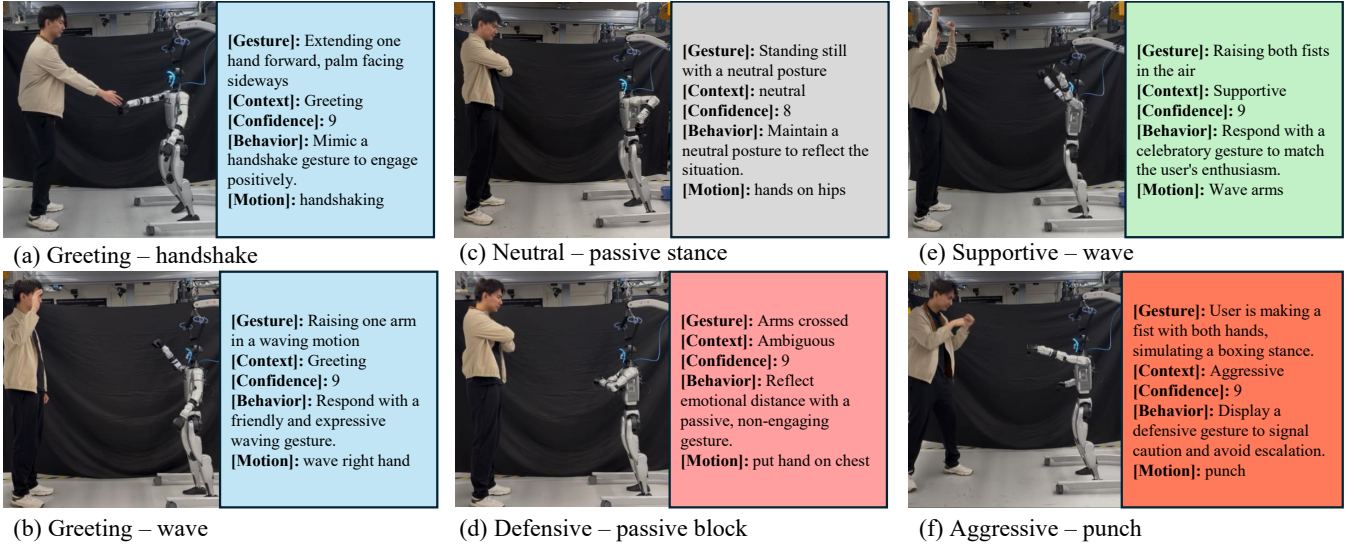 [Gesture]: Extending one
hand forward, palm facing
sideways
[Context]: Greeting
[Confidence]: 9
[Behavior]: Mimic a
handshake gesture to engage
positively.
[Motion]: handshaking
(a) Greeting – handshake
[Gesture]: Standing still
with a neutral posture
[Context]: neutral
[Confidence]: 8
[Behavior]: Maintain a
neutral posture to reflect the
situation.
[Motion]: hands on hips
(c) Neutral – passive stance
[Gesture]: Raising both fists
in the air
[Context]: Supportive
[Confidence]: 9
[Behavior]: Respond with a
celebratory gesture to match
the user's enthusiasm.
[Motion]: Wave arms
(e) Supportive – wave
[Gesture]: Raising one arm
in a waving motion
[Context]: Greeting
[Confidence]: 9
[Behavior]: Respond with a
friendly and expressive
waving gesture.
[Motion]: wave right hand
(b) Greeting – wave
[Gesture]: Arms crossed
[Context]: Ambiguous
[Confidence]: 9
[Behavior]: Reflect
emotional distance with a
passive, non-engaging
gesture.
[Motion]: put hand on chest
(d) Defensive – passive block
[Gesture]: User is making a
fist with both hands,
simulating a boxing stance.
[Context]: Aggressive
[Confidence]: 9
[Behavior]: Display a
defensive gesture to signal
caution and avoid escalation.
[Motion]: punch
(f) Aggressive – punch